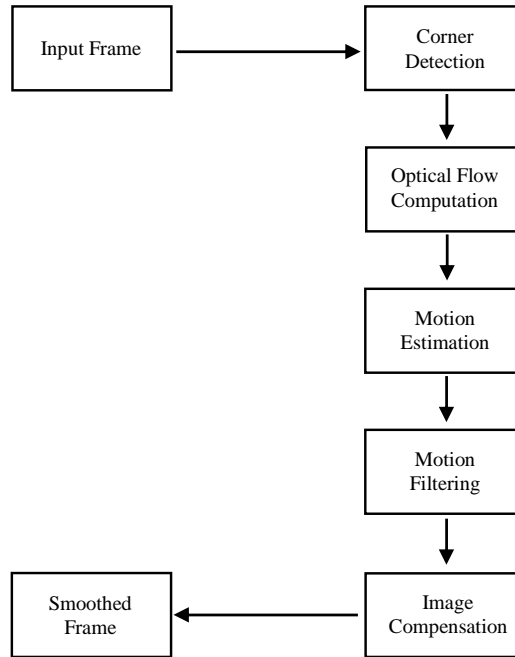 Input Frame
Corner
Detection
Optical Flow
Computation
Motion
Estimation
Motion
Filtering
Image
Compensation
Smoothed
Frame